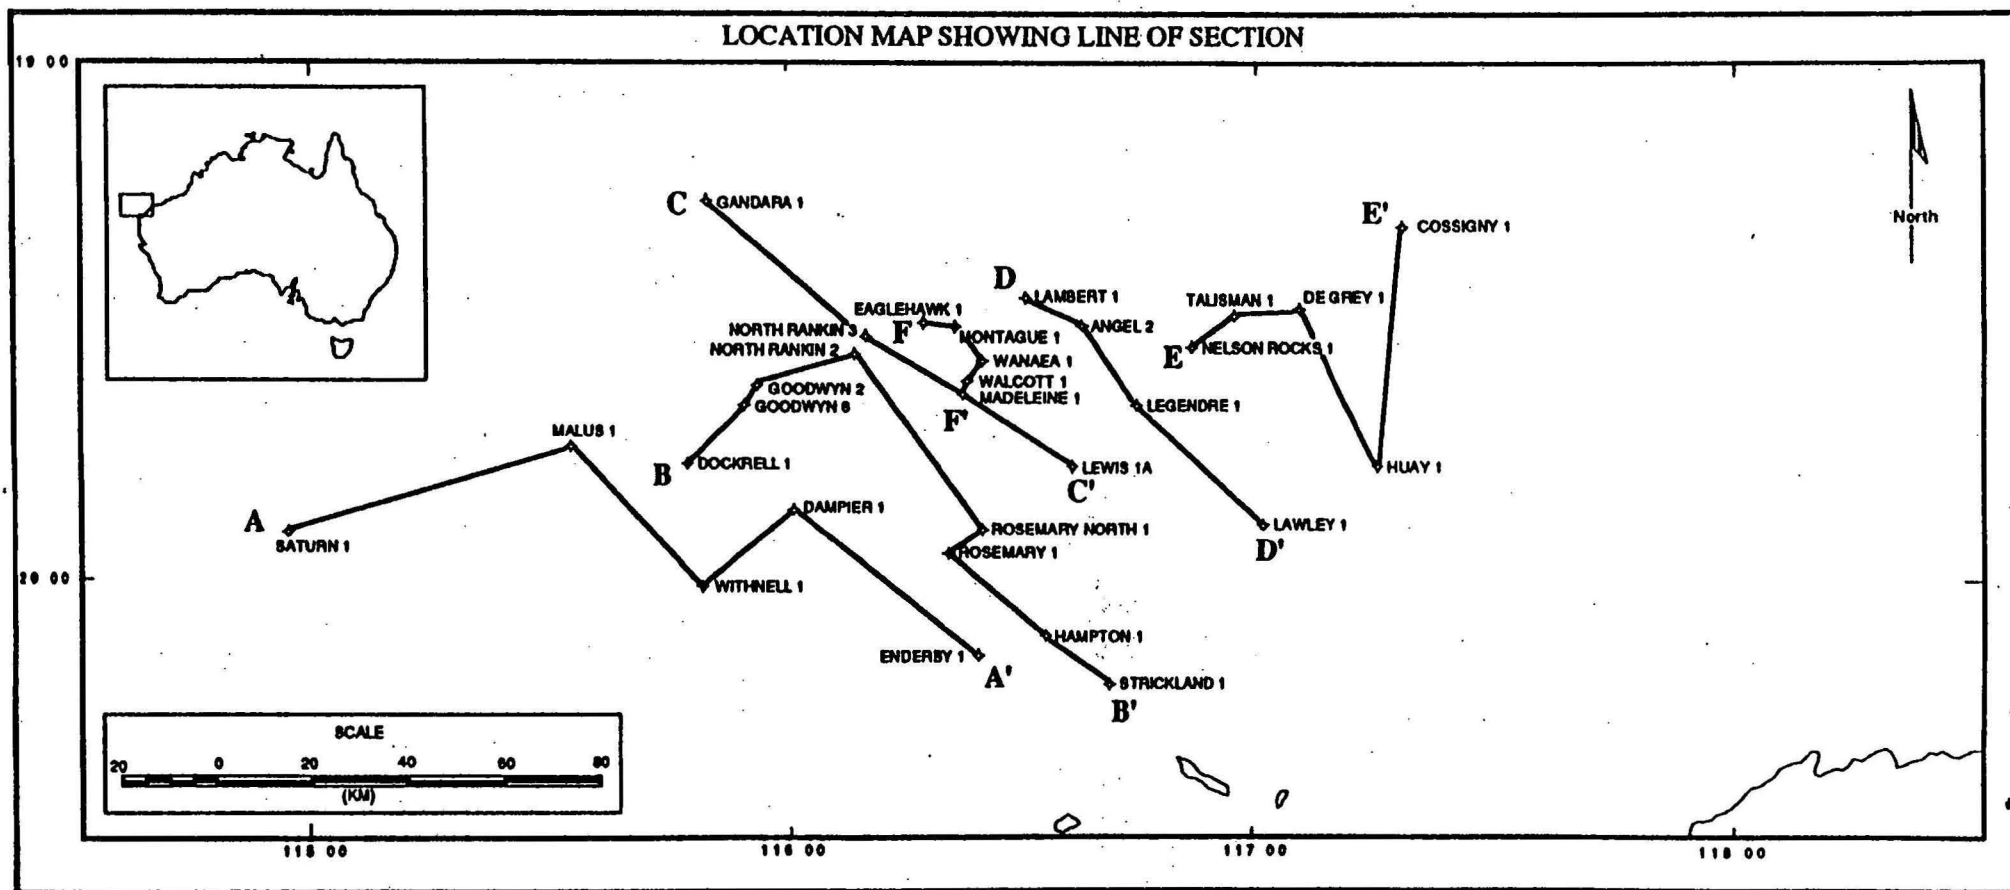 LOCATION MAP SHOWING LINE OF SECTION
19 00
C
GANDARA 1
E'
COSSIGNY 1
North
D
LAMBERT 1
EAGLEHAWK 1
TALISMAN 1
DE GREY 1
F
NORTH RANKIN 3
MONTAGUE 1
ANGEL 2
NORTH RANKIN 2
E
NELSON ROCKS 1
WANAEA 1
GOODWYN 2
WALCOTT 1
MADELEINE 1
GOODWYN 6
F'
LEGENDRE 1
MALUS 1
B
DOCKRELL 1
LEWIS 1A
HUAY 1
C'
A
SATURN 1
DAMPIER 1
ROSEMARY NORTH 1
LAWLEY 1
D'
ROSEMARY 1
20 00
WITHNELL 1
HAMPTON 1
ENDERBY 1
A'
STRICKLAND 1
B'
SCALE
20 0 20 40 60 80
(KM)
115 00
116 00
117 00
118 00